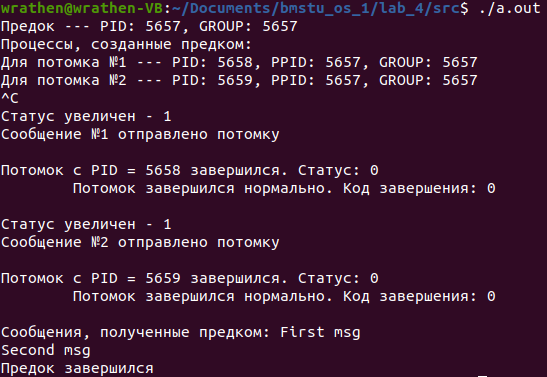 wrathen@wrathen-VB:~/Documents/bmstu_os_1/lab_4/src$ ./a.out
Предок --- PID: 5657, GROUP: 5657
Процессы, созданные предком:
Для потомка №1 --- PID: 5658, PPID: 5657, GROUP: 5657
Для потомка №2 --- PID: 5659, PPID: 5657, GROUP: 5657
^C
Статус увеличен - 1
Сообщение №1 отправлено потомку
Потомок с PID = 5658 завершился. Статус: 0
Потомок завершился нормально. Код завершения: 0
Статус увеличен - 1
Сообщение №2 отправлено потомку
Потомок с PID = 5659 завершился. Статус: 0
Потомок завершился нормально. Код завершения: 0
Сообщения, полученные предком: First msg
Second msg
Предок завершился